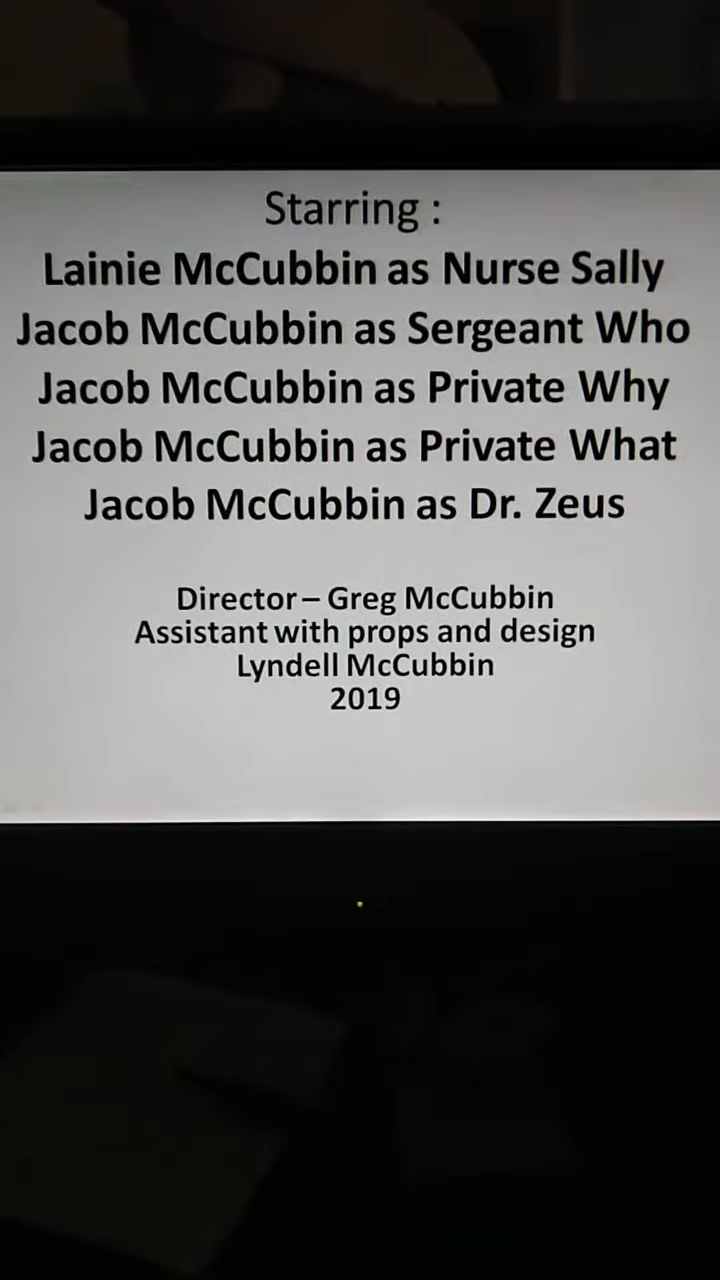 Starring :
Lainie McCubbin as Nurse Sally
Jacob McCubbin as Sergeant Who
Jacob McCubbin as Private Why
Jacob McCubbin as Private What
Jacob McCubbin as Dr. Zeus
Director – Greg McCubbin
Assistant with props and design
Lyndell McCubbin
2019